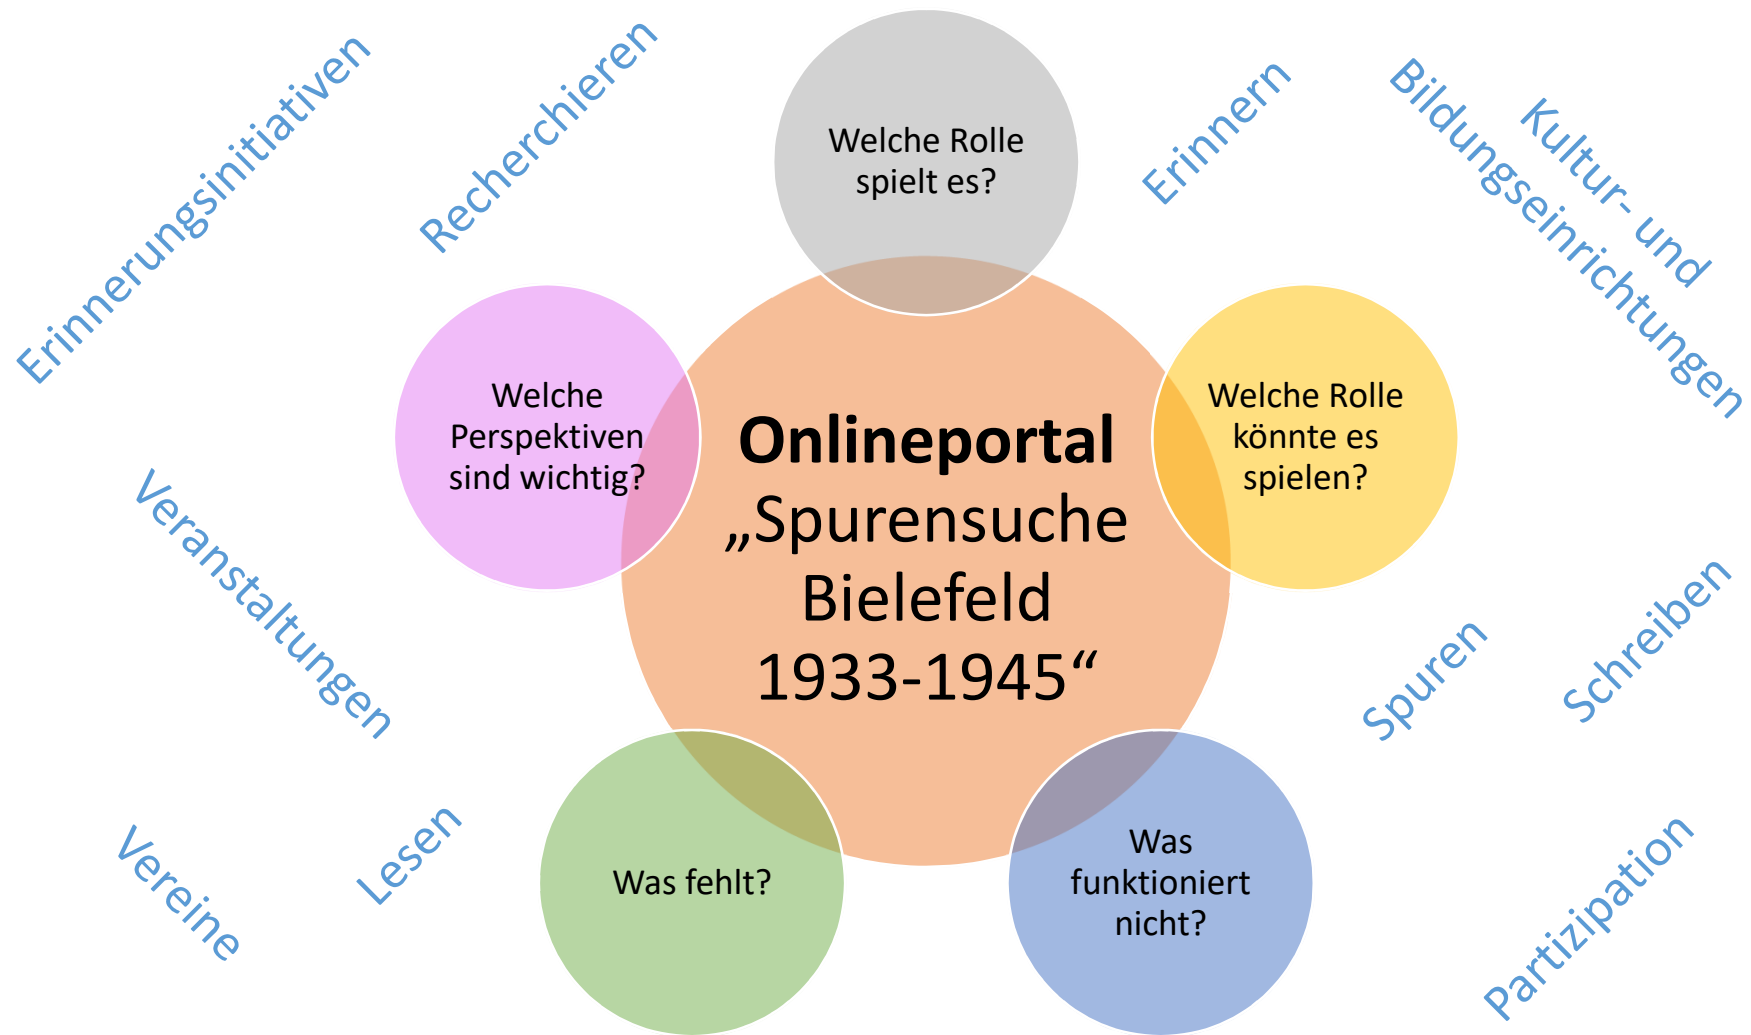 Erinnerungsinitiativen
Recherchieren
Welche Rolle
spielt es?
Erinnern
Kultur- und
Bildungseinrichtungen
Welche
Perspektiven
sind wichtig?
Onlineportal
„Spurensuche
Bielefeld
1933-1945“
Welche Rolle
könnte es
spielen?
Veranstaltungen
Spuren
Schreiben
Vereine
Lesen
Was fehlt?
Was
funktioniert
nicht?
Partizipation